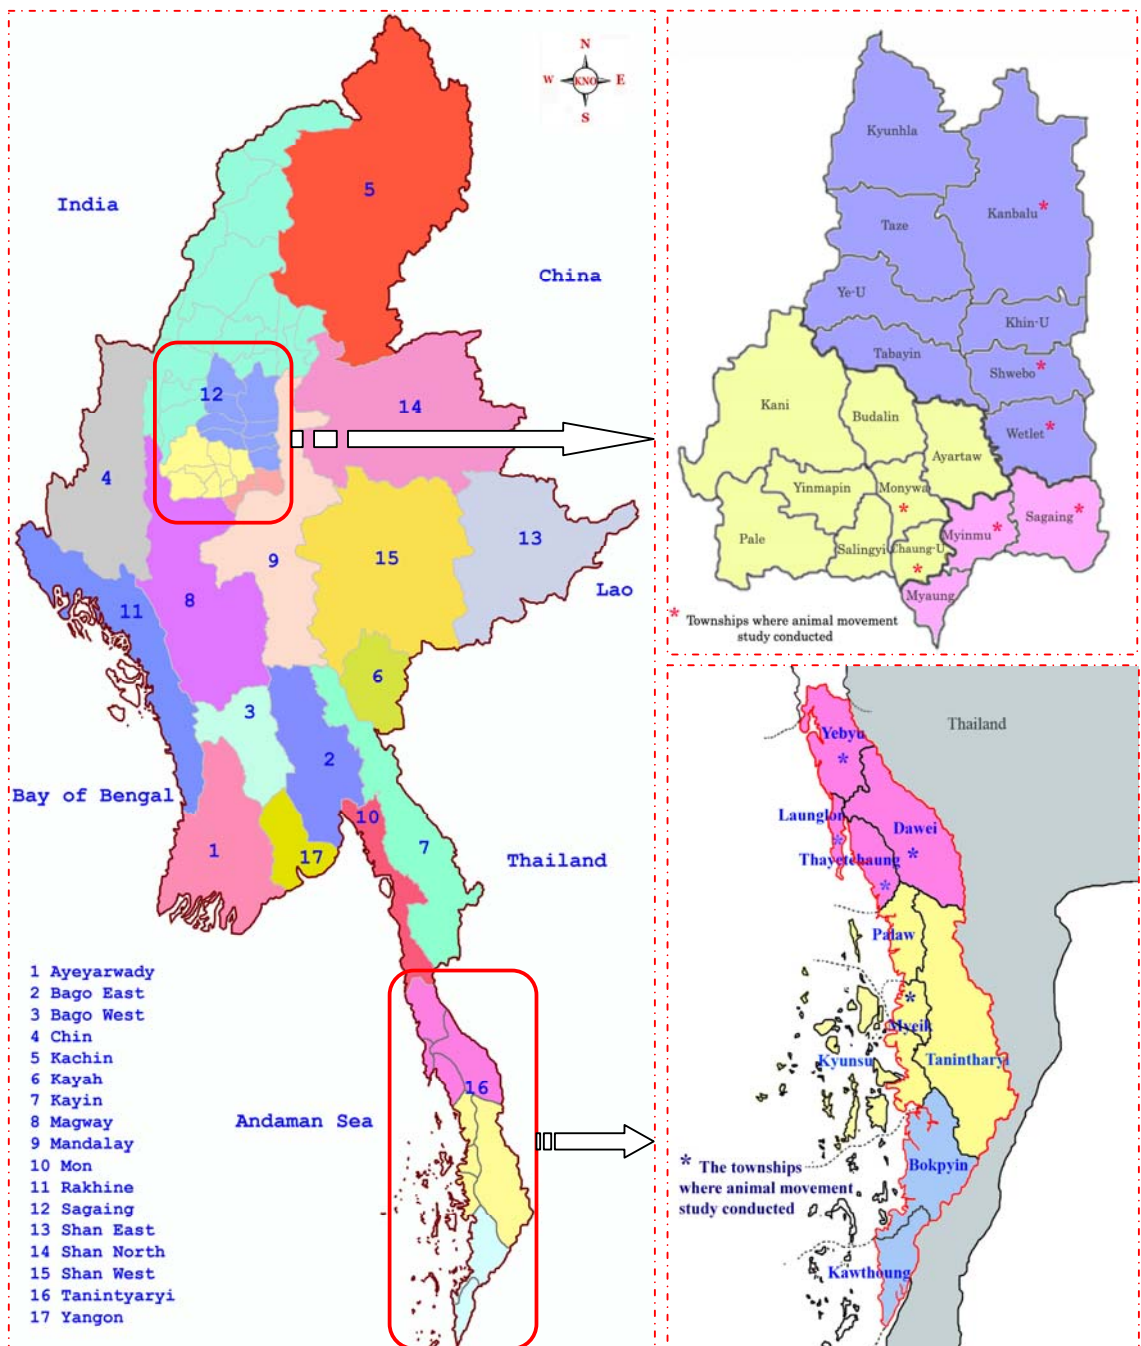 N
W KNO E
S
India
China
Lao
Thailand
Bay of Bengal
Andaman Sea
5
12
14
4
9
15
13
11
8
6
3
2
10
7
1
17
16
1 Ayeyarwady
2 Bago East
3 Bago West
4 Chin
5 Kachin
6 Kayah
7 Kayin
8 Magway
9 Mandalay
10 Mon
11 Rakhine
12 Sagaing
13 Shan East
14 Shan North
15 Shan West
16 Tanintyaryi
17 Yangon
Kyunhla
Kanbalu *
Taze
Ye-U
Khin-U
Tabayin
Shwebo *
Kani
Budalin
Wetlet *
Ayartaw
Yinmapin
Monywa
*
Sagaing *
Pale
Salingyi
Chaung-U
*
Myinmu *
Myaung
* Townships where animal movement
study conducted
Thailand
Yebyu
*
Launglon
*
Dawei
*
Thayetchaung
*
Palaw
*
Myeik
Kyunsu
Tanintharyi
Bokpyin
* The townships
where animal movement
study conducted
Kawthoung